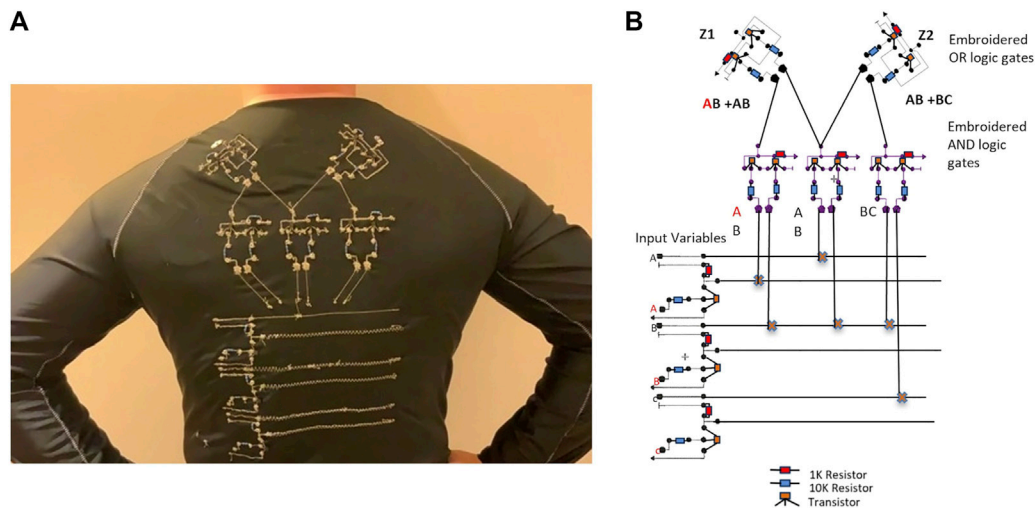 A
B
Z1
Z2
Embroidered
OR logic gates
AB +AB
AB +BC
Embroidered
AND logic
gates
A
B
A
B
BC
Input Variables
A
A
B
B
c
c
1K Resistor
10K Resistor
Transistor